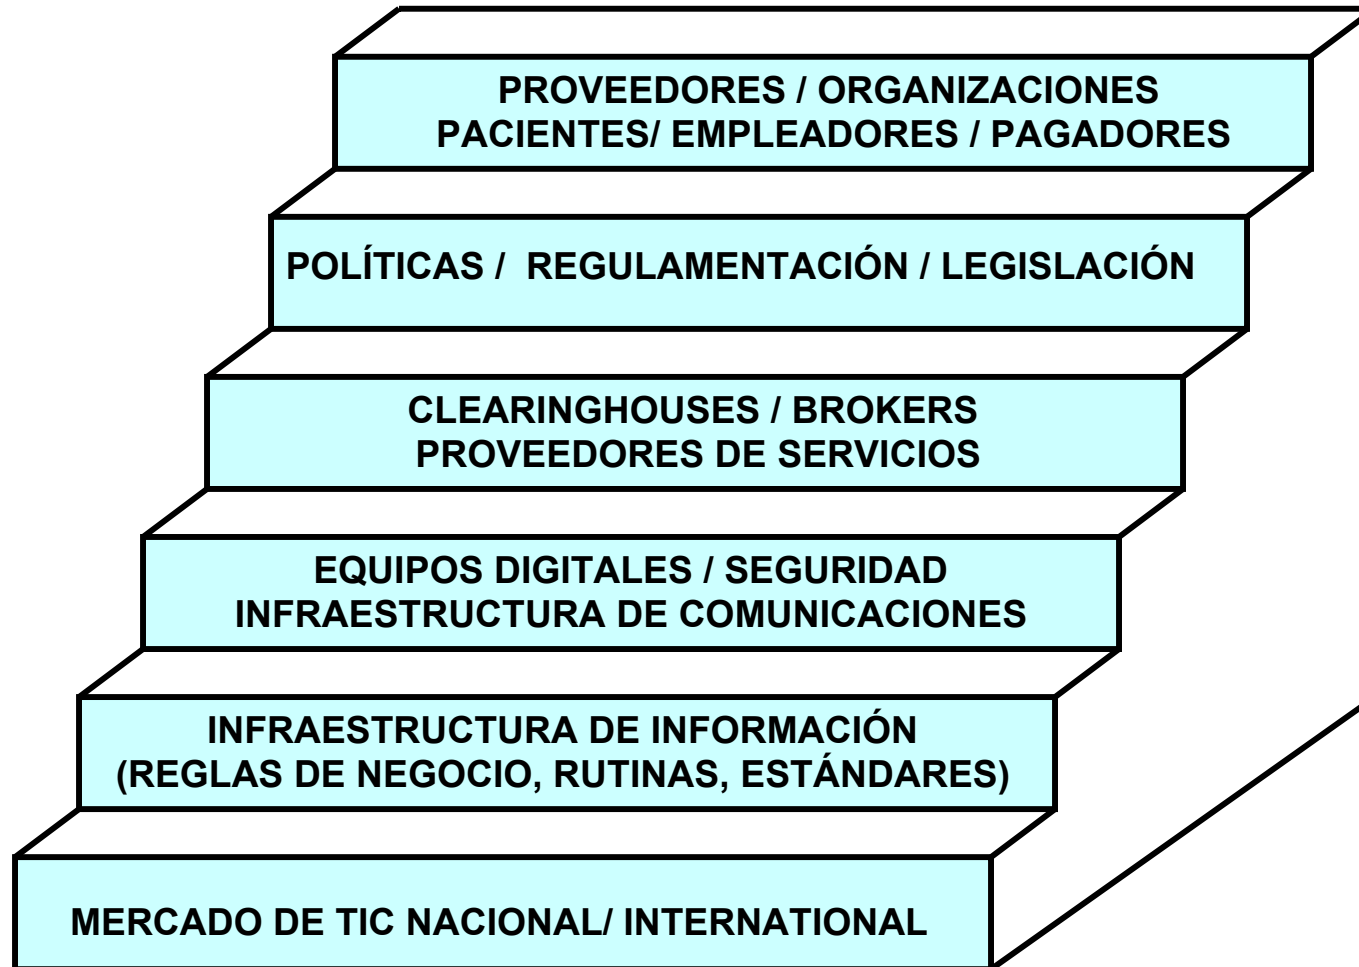 PROVEEDORES / ORGANIZACIONES
PACIENTES/ EMPLEADORES / PAGADORES
POLÍTICAS / REGULAMENTACIÓN / LEGISLACIÓN
CLEARINGHOUSES / BROKERS
PROVEEDORES DE SERVICIOS
EQUIPOS DIGITALES / SEGURIDAD
INFRAESTRUCTURA DE COMUNICACIONES
INFRAESTRUCTURA DE INFORMACIÓN
(REGLAS DE NEGOCIO, RUTINAS, ESTÁNDARES)
MERCADO DE TIC NACIONAL/ INTERNATIONAL